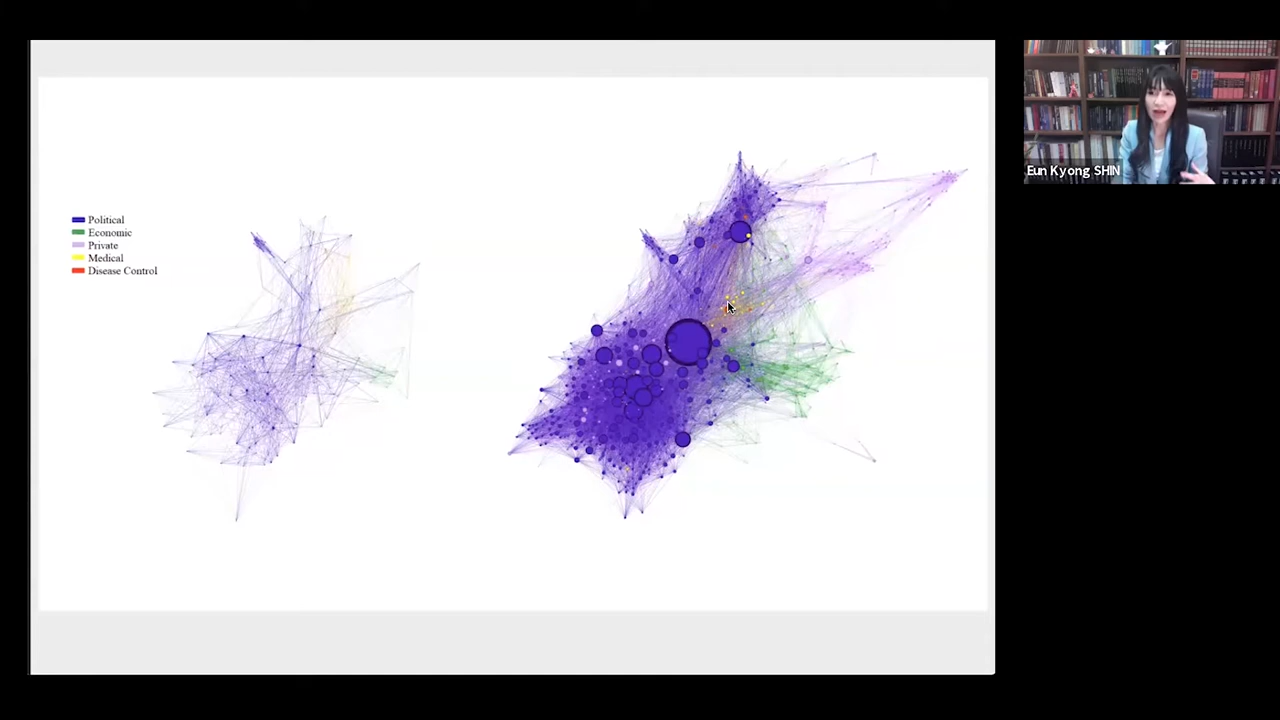 Political
Economic
Private
Medical
Disease Control
Eun Kyong SHIN